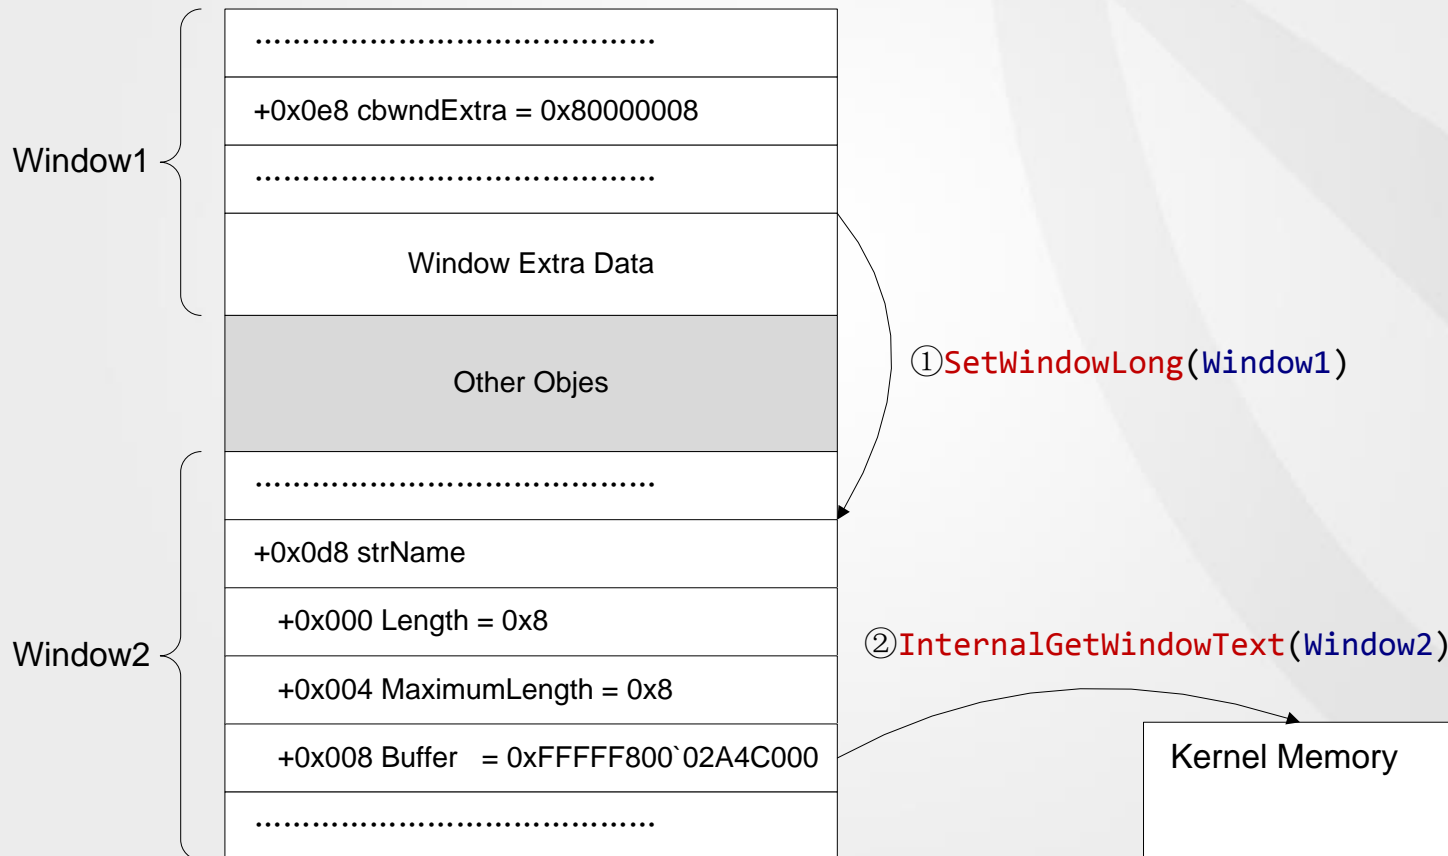 ………………………………………
+0x0e8 cbwndExtra = 0x80000008
Window1
………………………………………
Window Extra Data
①SetWindowLong(Window1)
Other Objes
………………………………………
+0x0d8 strName
+0x000 Length = 0x8
②InternalGetWindowText(Window2)
Window2
+0x004 MaximumLength = 0x8
+0x008 Buffer = 0xFFFFF800`02A4C000
Kernel Memory
………………………………………